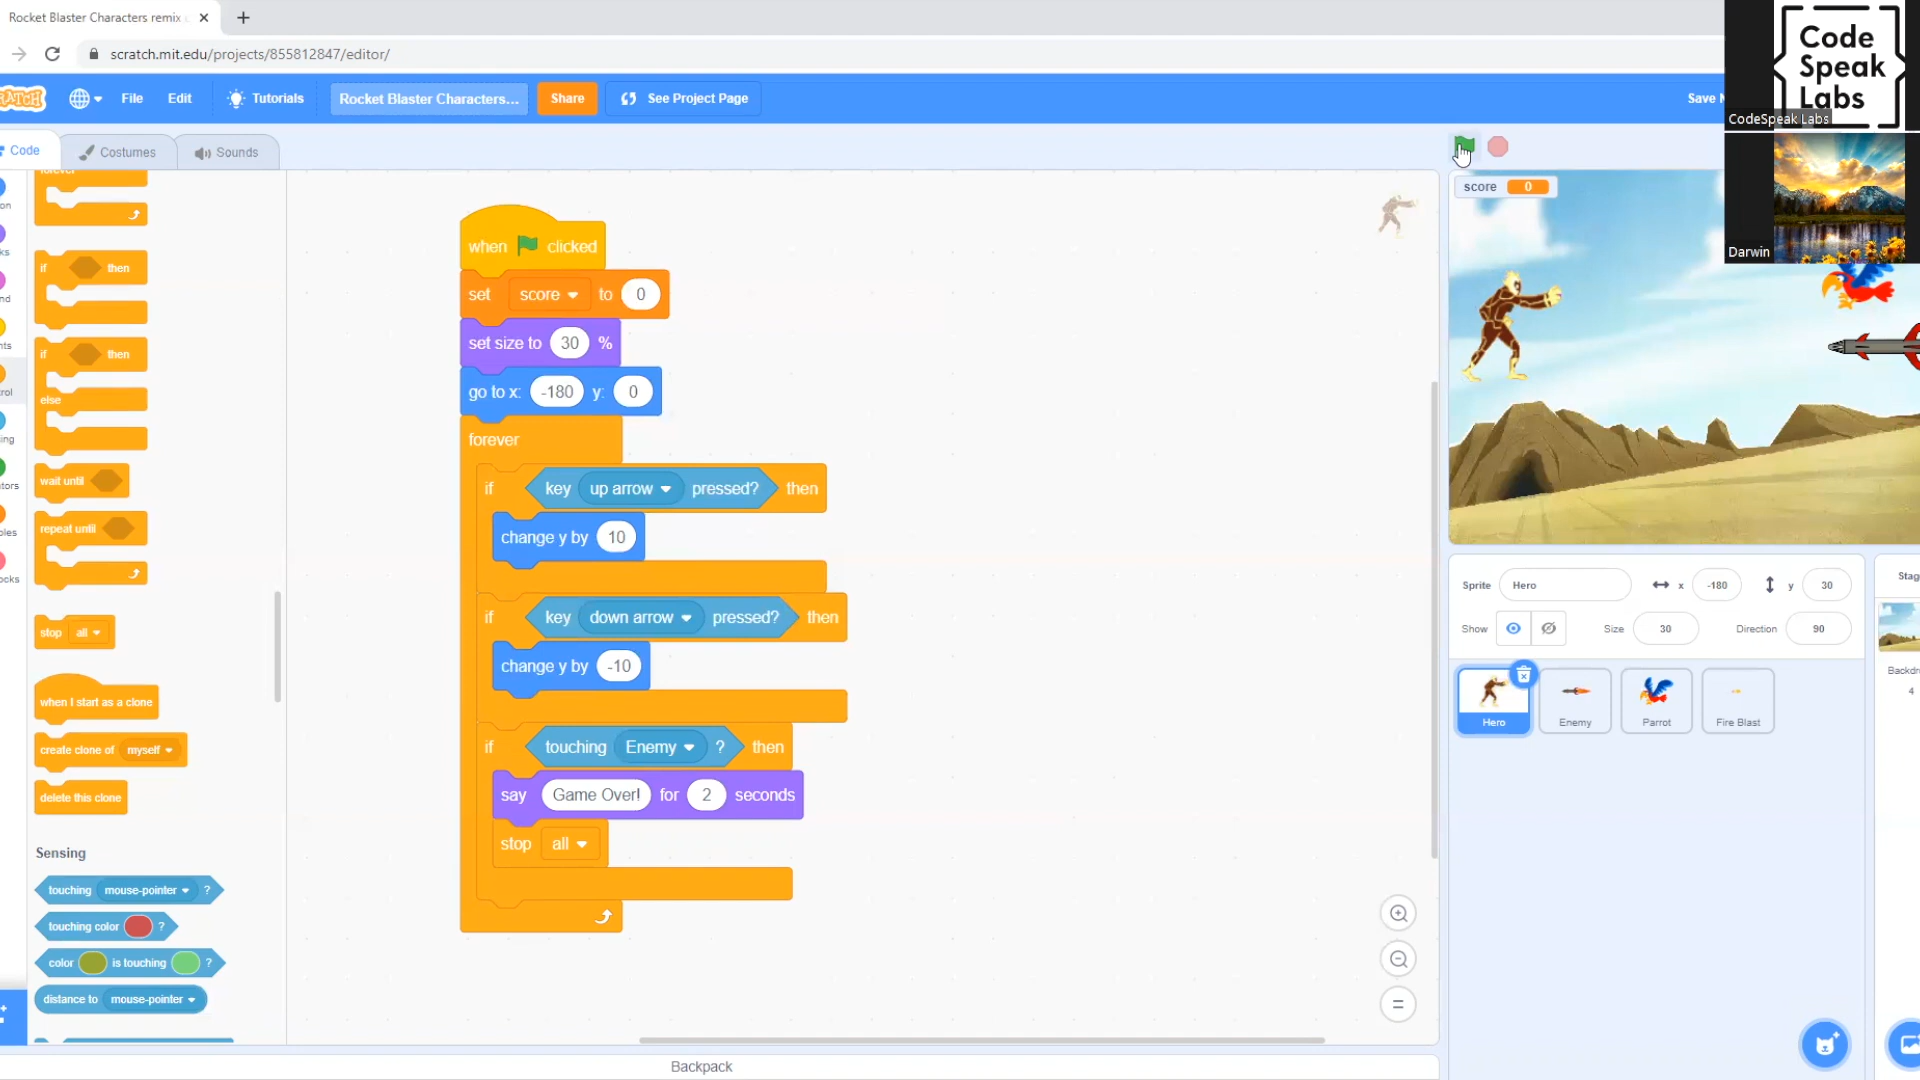 Rocket Blaster Characters remix
scratch.mit.edu/projects/855812847/editor/
File
Edit
Tutorials
Rocket Blaster Characters...
Share
See Project Page
Code
Speak
Labs
CodeSpeak Labs
Darwin
Code
Costumes
Sounds
if then
if then
else
wait until
repeat until
stop all
when I start as a clone
create clone of myself
delete this clone
Sensing
touching mouse-pointer ?
touching color ?
color is touching ?
distance to mouse-pointer
when clicked
set score to 0
set size to 30 %
go to x: -180 y: 0
forever
if key up arrow pressed? then
change y by 10
if key down arrow pressed? then
change y by -10
if touching Enemy ? then
say Game Over! for 2 seconds
stop all
score 0
Sprite Hero x -180 y 30
Show Size 30 Direction 90
Hero
Enemy
Parrot
Fire Blast
4
Backpack